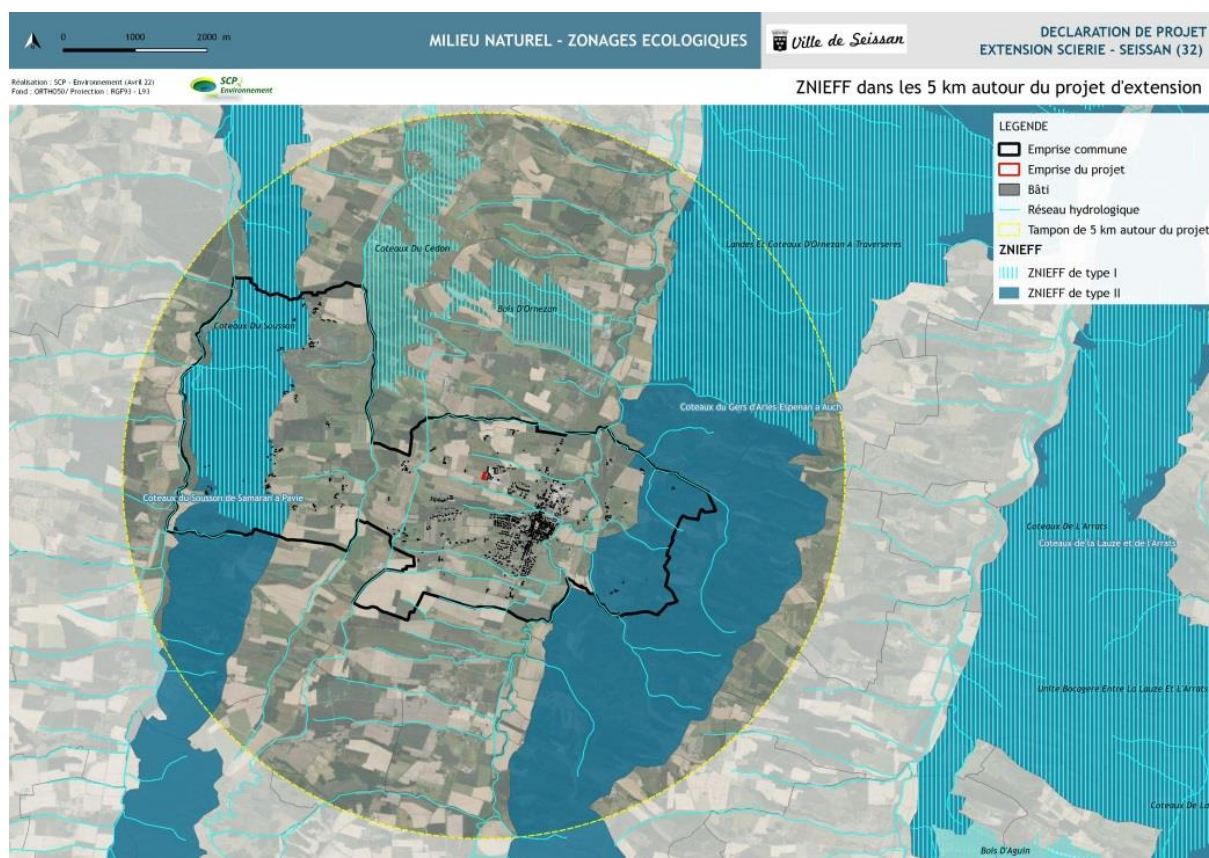 0 1000 2000 m
MILIEU NATUREL - ZONAGES ECOLOGIQUES
Ville de Seissan
DECLARATION DE PROJET
EXTENSION SCIERIE - SEISSAN (32)
Réalisation : SCP - Environnement (Avril 22)
Fond : ORTHO50/ Protection : RGF93 - L93
SCP
Environnement
ZNIEFF dans les 5 km autour du projet d'extension
LEGENDE
Emprise commune
Emprise du projet
Bâti
Réseau hydrologique
Tampon de 5 km autour du projet
ZNIEFF
ZNIEFF de type I
ZNIEFF de type II
Coteaux Du Cedon
Landes Et Coteaux D'Ornezan A Traverseres
Bois D'Ornezan
Coteaux Du Sousson
Coteaux du Gers d'Aries Espenan a Auch
Coteaux du Sousson de Samaran a Pavie
Coteaux De L'Arrats
Coteaux de la Lauze et de l'Arrats
Unite Bocagere Entre La Lauze Et L'Arrats
Coteaux De La
Bois D'Aguin